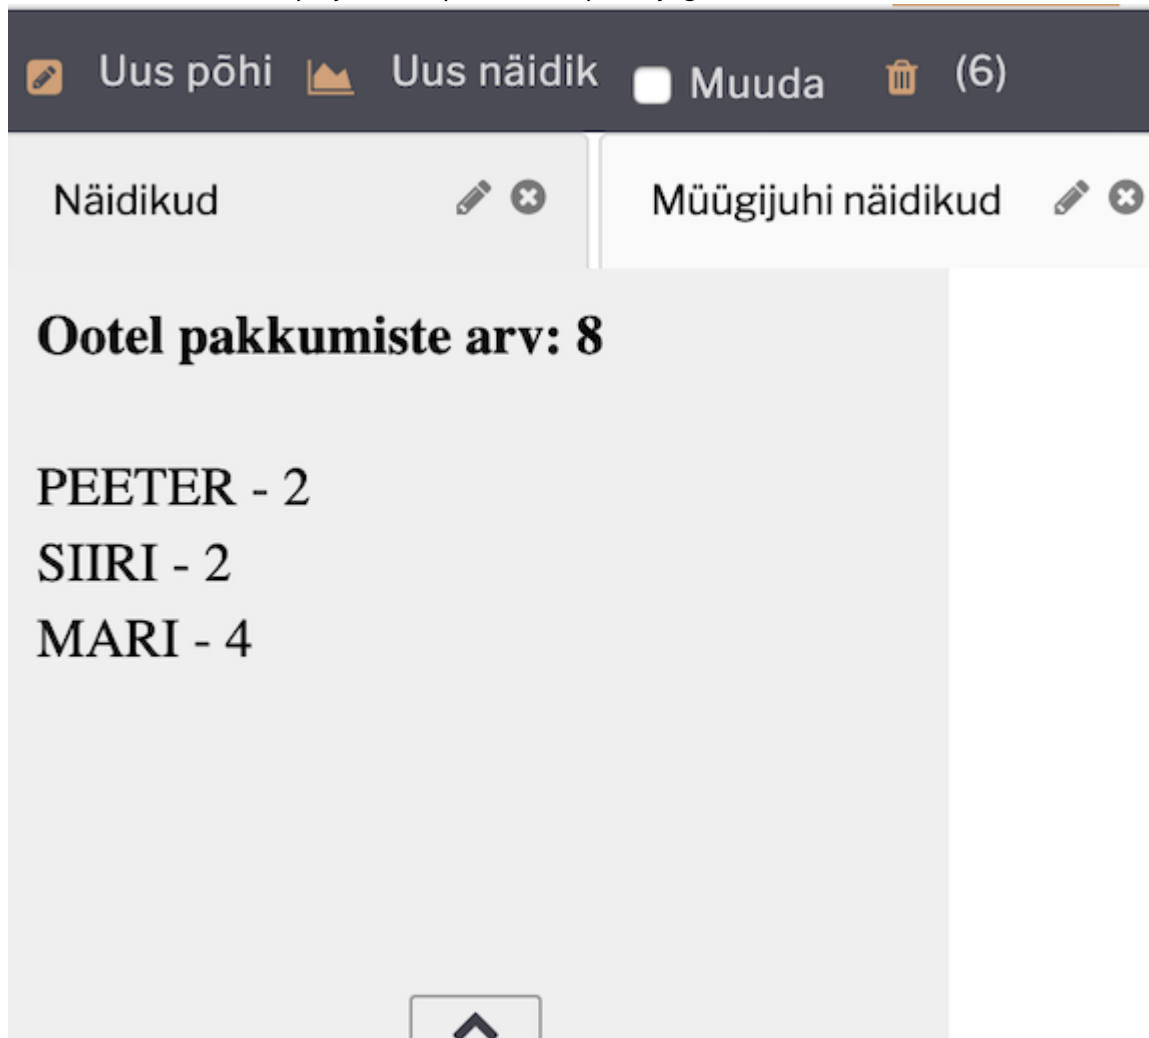 Uus põhi Uus näidik Muuda (6)
Näidikud Müügijuhi näidikud
Ootel pakkumiste arv: 8
PEETER - 2
SIIRI - 2
MARI - 4